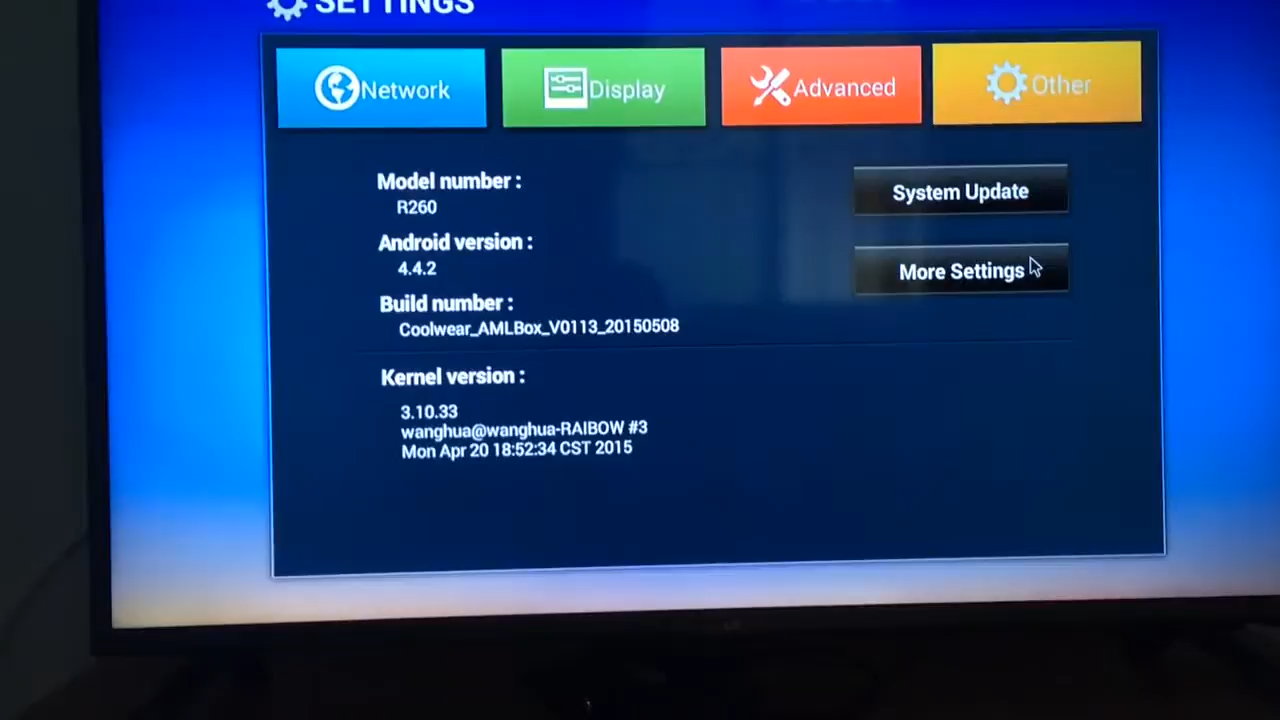 SETTINGS
Network
Display
Advanced
Other
Model number :
R260
Android version :
4.4.2
Build number :
Coolwear_AMLBox_V0113_20150508
Kernel version :
3.10.33
wanghua@wanghua-RAIBOW #3
Mon Apr 20 18:52:34 CST 2015
System Update
More Settings